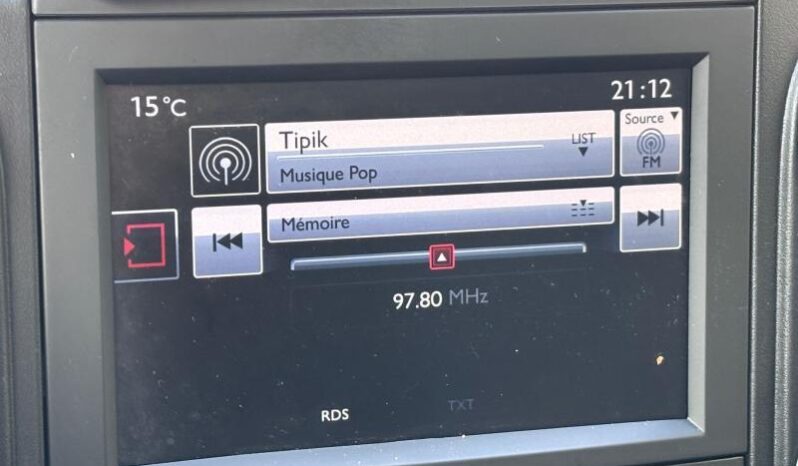 15°C
21:12
Tipik
LIST
Musique Pop
Source
FM
Mémoire
97.80 MHz
RDS
TXT